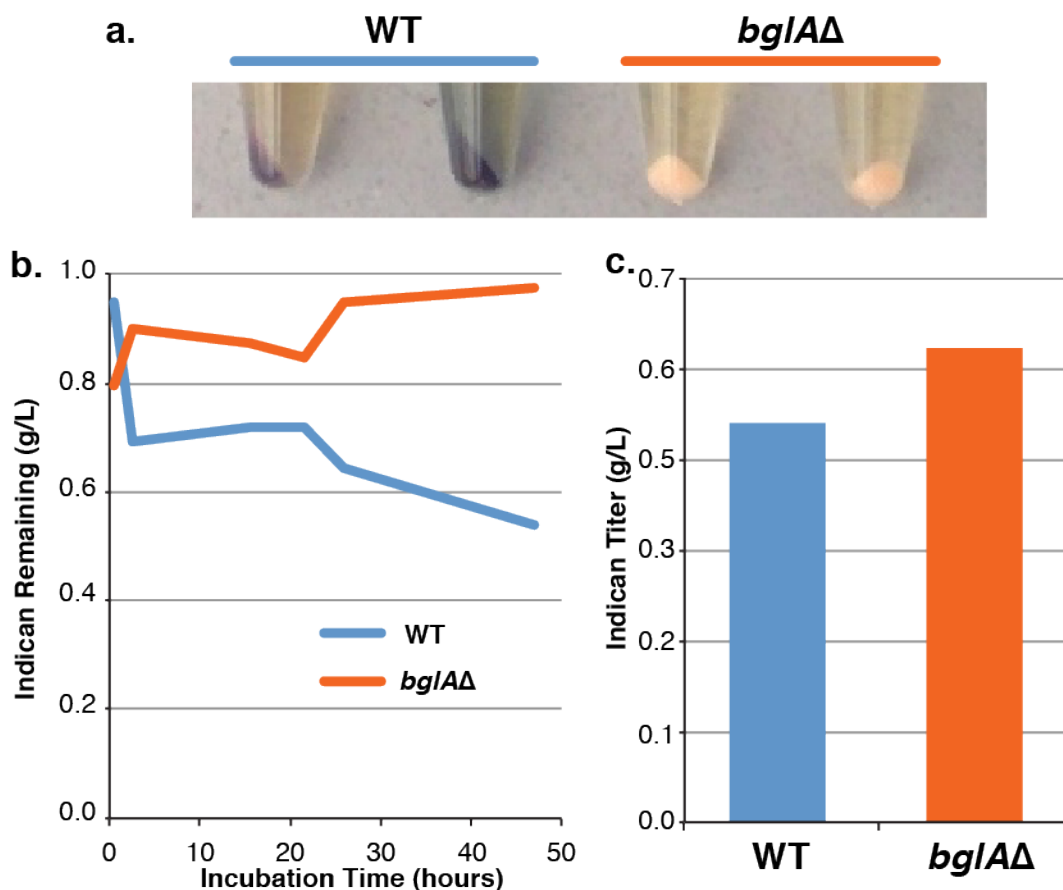 a.
WT
bglAΔ
b.
Indican Remaining (g/L)
1.0
0.8
0.6
0.4
0.2
0.0
WT
bglAΔ
0 10 20 30 40 50
Incubation Time (hours)
c.
Indican Titer (g/L)
0.7
0.6
0.5
0.3
0.2
0.1
0.0
WT
bglAΔ